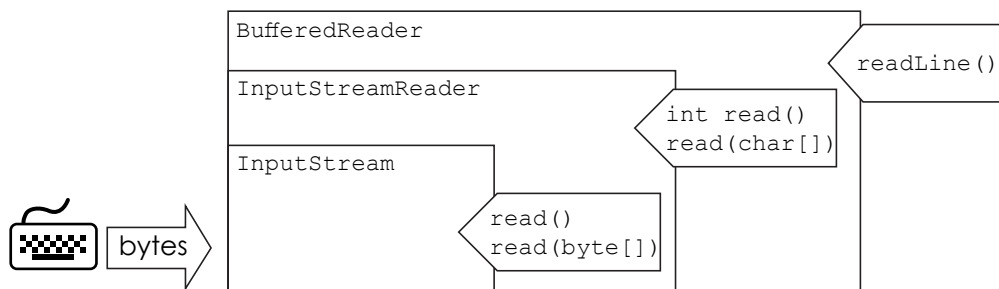 BufferedReader
readLine()
InputStreamReader
int read()
read(char[])
InputStream
read()
read(byte[])
bytes